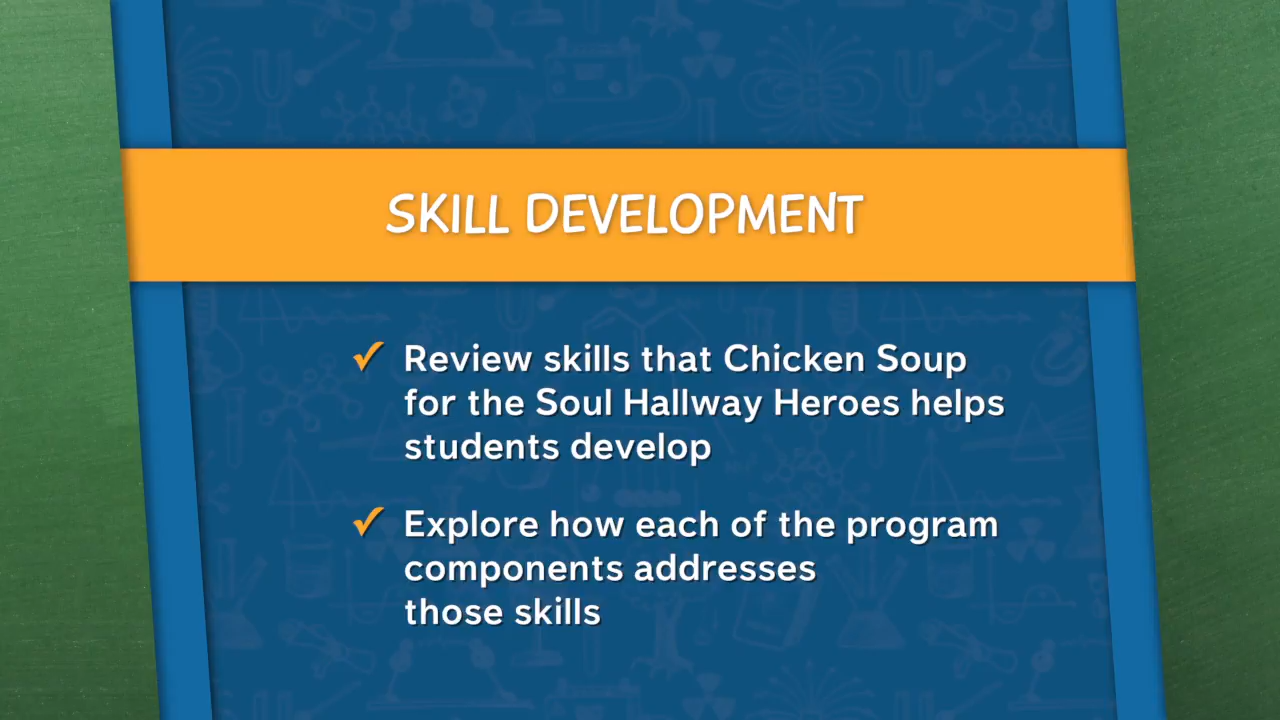 SKILL DEVELOPMENT
✓ Review skills that Chicken Soup
for the Soul Hallway Heroes helps
students develop
✓ Explore how each of the program
components addresses
those skills